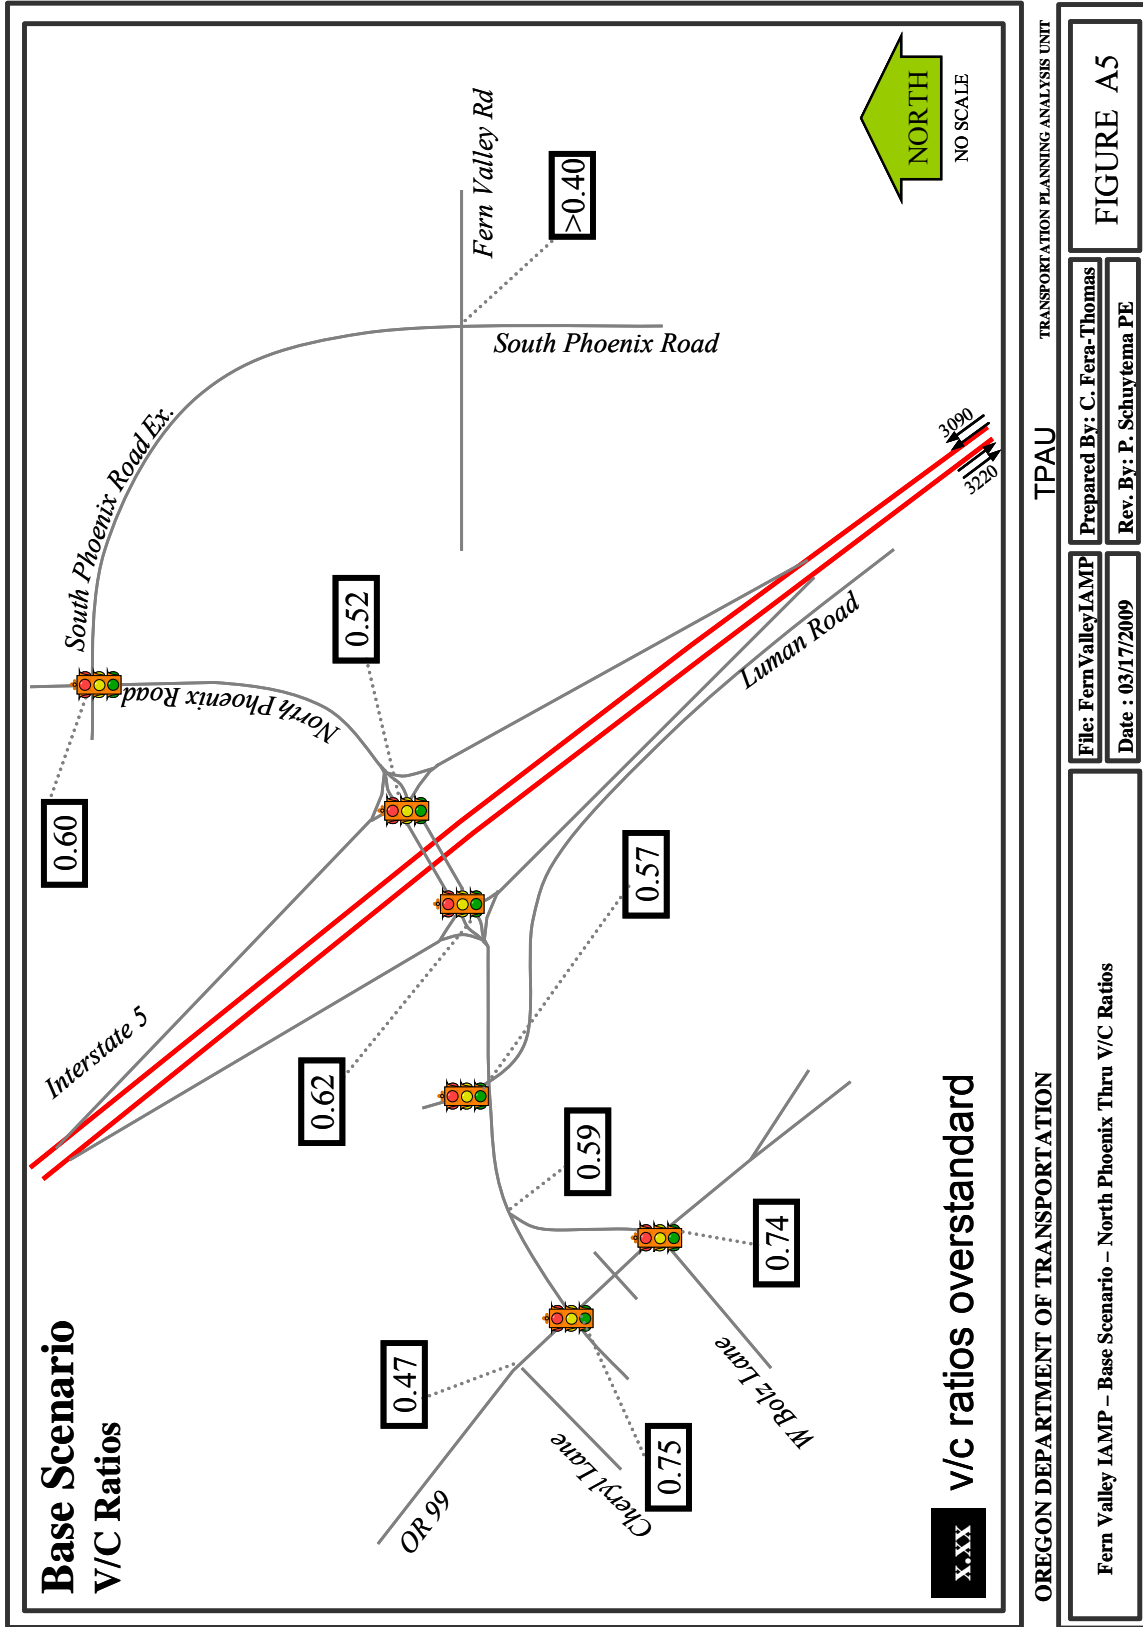 Base Scenario
V/C Ratios
Interstate 5
South Phoenix Road Ex.
North Phoenix Road
Fern Valley Rd
South Phoenix Road
Luman Road
OR 99
Cheryl Lane
W Bolz Lane
0.60
0.52
>0.40
0.62
0.57
0.59
0.47
0.74
0.75
3090
3220
NORTH
NO SCALE
x.xx
v/c ratios overstandard
OREGON DEPARTMENT OF TRANSPORTATION
TPAU
TRANSPORTATION PLANNING ANALYSIS UNIT
Fern Valley IAMP – Base Scenario – North Phoenix Thru V/C Ratios
File: FernValleyIAMP
Date : 03/17/2009
Prepared By: C. Fera-Thomas
Rev. By: P. Schuytema PE
FIGURE A5